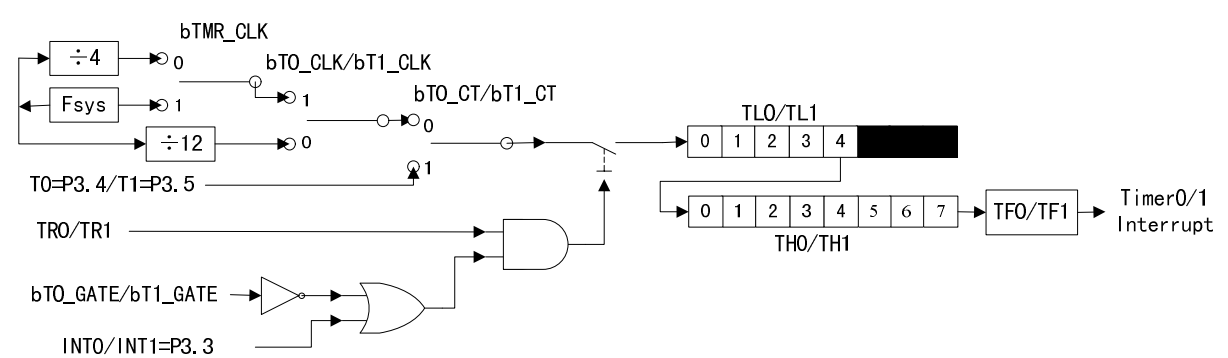 bTMR_CLK
÷4
0
bT0_CLK/bT1_CLK
Fsys
1
1
bT0_CT/bT1_CT
÷12
0
0
T0=P3.4/T1=P3.5
1
TL0/TL1
0 1 2 3 4
0 1 2 3 4 5 6 7
TH0/TH1
TF0/TF1
Timer0/1
Interrupt
TR0/TR1
bT0_GATE/bT1_GATE
INT0/INT1=P3.3